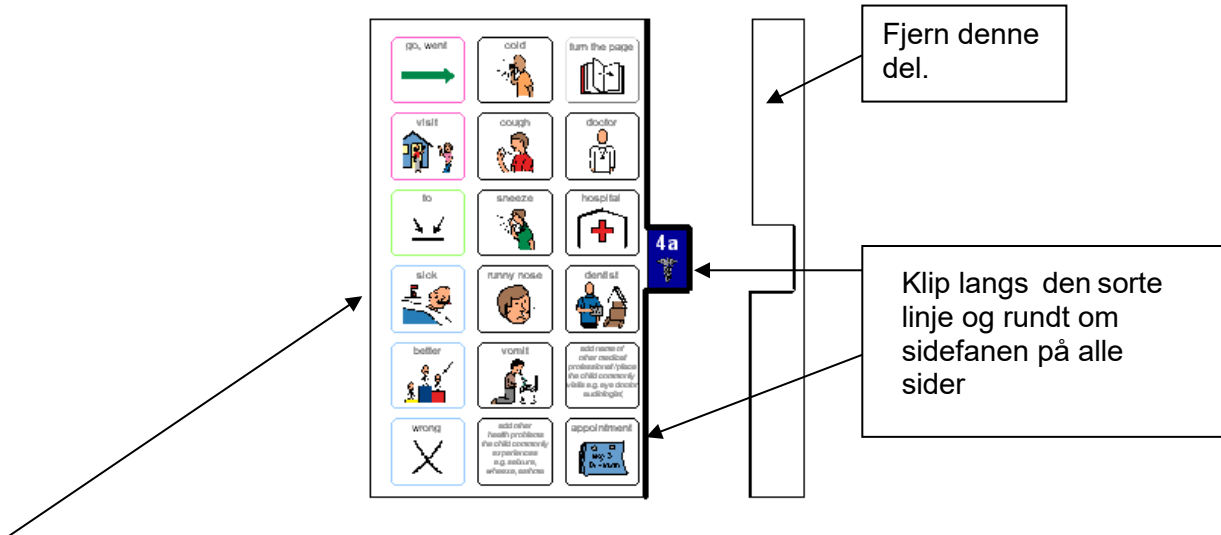 go, went
cold
turn the page
visit
cough
doctor
to
sneeze
hospital
sick
runny nose
dentist
better
vomit
add name of
other medical
professional /place
the child commonly
visits e.g. eye doctor
audiologist,
wrong
add other
health problems
the child commonly
experiences
e.g. seizure,
wheeze, asthma
appointment
4a
Fjern denne
del.
Klip langs den sorte
linje og rundt om
sidefanen på alle
sider